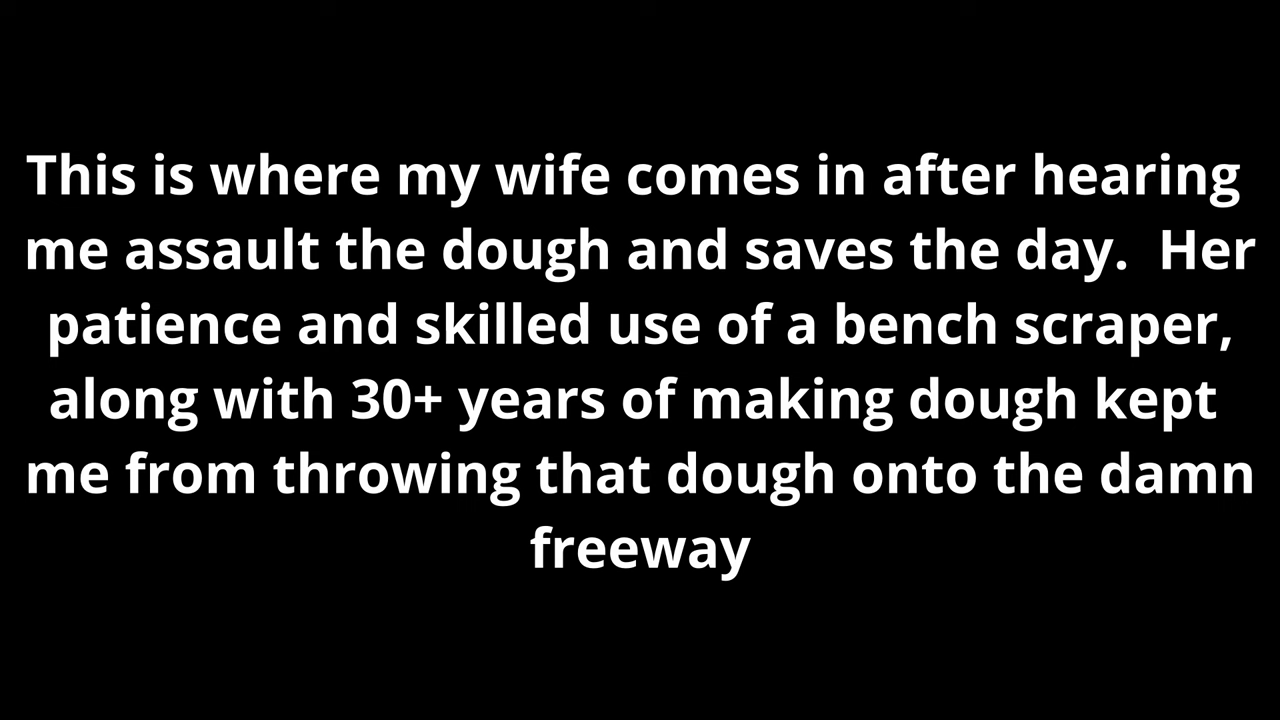 This is where my wife comes in after hearing
me assault the dough and saves the day.  Her
patience and skilled use of a bench scraper,
along with 30+ years of making dough kept
me from throwing that dough onto the damn
freeway